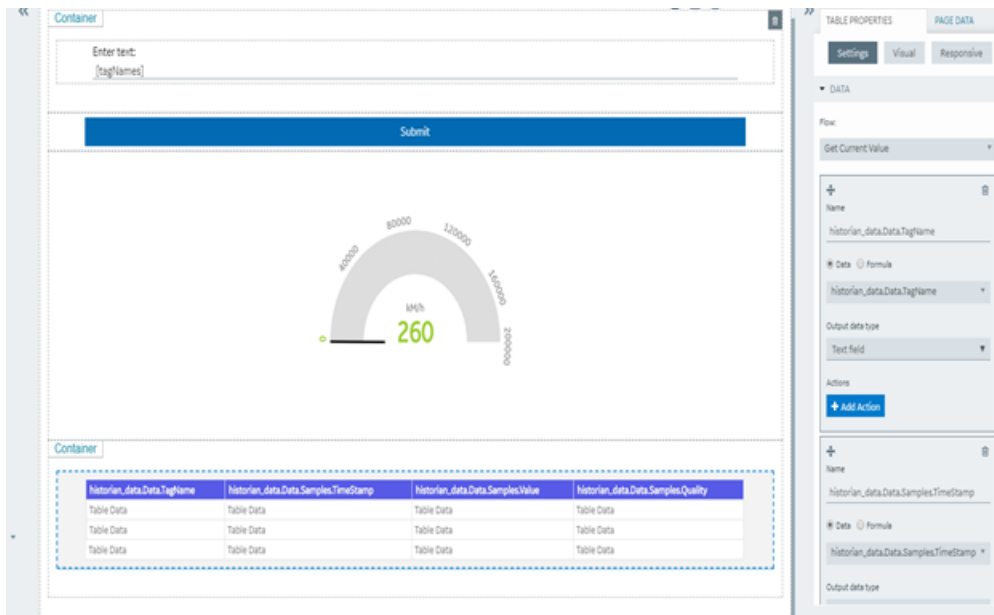 Container
Enter text:
[tagNames]
Submit
0
40000
80000
120000
160000
200000
kM/h
260
Container
historian_data.Data.TagName historian_data.Data.Samples.TimeStamp historian_data.Data.Samples.Value historian_data.Data.Samples.Quality
Table Data Table Data Table Data Table Data
Table Data Table Data Table Data Table Data
Table Data Table Data Table Data Table Data
TABLE PROPERTIES PAGE DATA
Settings Visual Responsive
DATA
Flow:
Get Current Value
Name
historian_data.Data.TagName
Data Formula
historian_data.Data.TagName
Output data type
Text field
Actions
+ Add Action
Name
historian_data.Data.Samples.TimeStamp
Data Formula
historian_data.Data.Samples.TimeStamp
Output data type